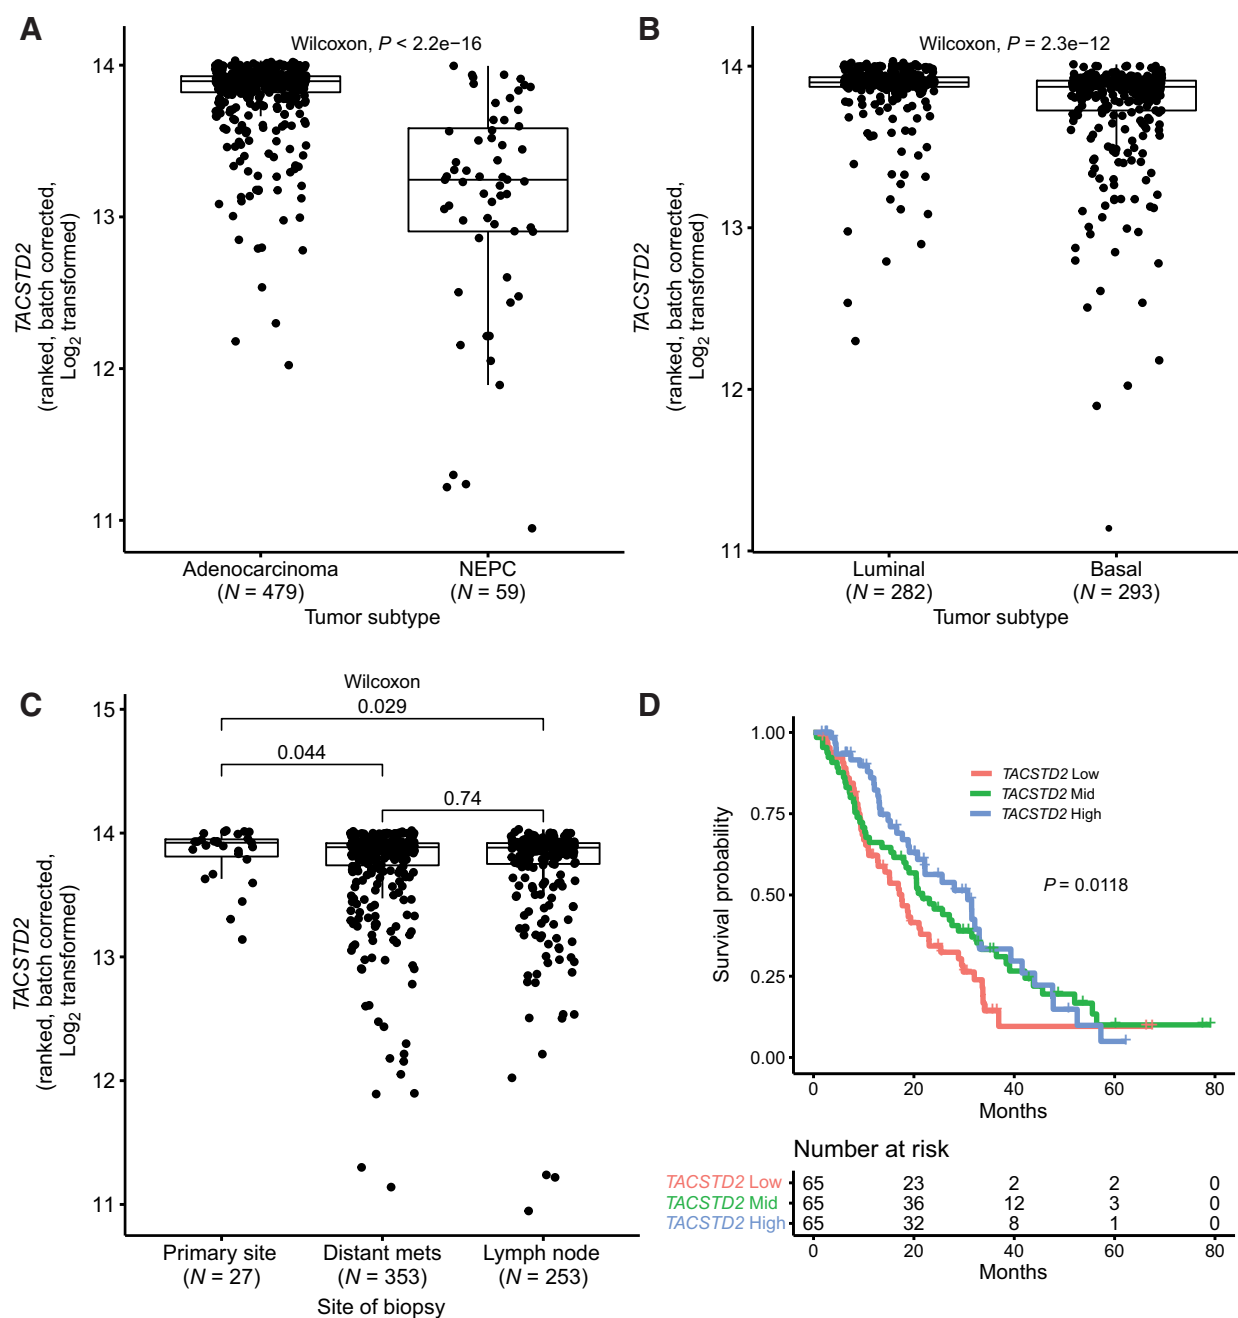 A
Wilcoxon, P < 2.2e−16
14
13
12
11
TACSTD2
(ranked, batch corrected,
Log2 transformed)
Adenocarcinoma
(N = 479)
NEPC
(N = 59)
Tumor subtype
B
Wilcoxon, P = 2.3e−12
14
13
12
11
TACSTD2
(ranked, batch corrected,
Log2 transformed)
Luminal
(N = 282)
Basal
(N = 293)
Tumor subtype
C
Wilcoxon
0.029
0.044
0.74
15
14
13
12
11
TACSTD2
(ranked, batch corrected,
Log2 transformed)
Primary site
(N = 27)
Distant mets
(N = 353)
Lymph node
(N = 253)
Site of biopsy
D
1.00
0.75
0.50
0.25
0.00
Survival probability
TACSTD2 Low
TACSTD2 Mid
TACSTD2 High
P = 0.0118
0 20 40 60 80
Months
Number at risk
TACSTD2 Low 65 23 2 2 0
TACSTD2 Mid 65 36 12 3 0
TACSTD2 High 65 32 8 1 0
0 20 40 60 80
Months